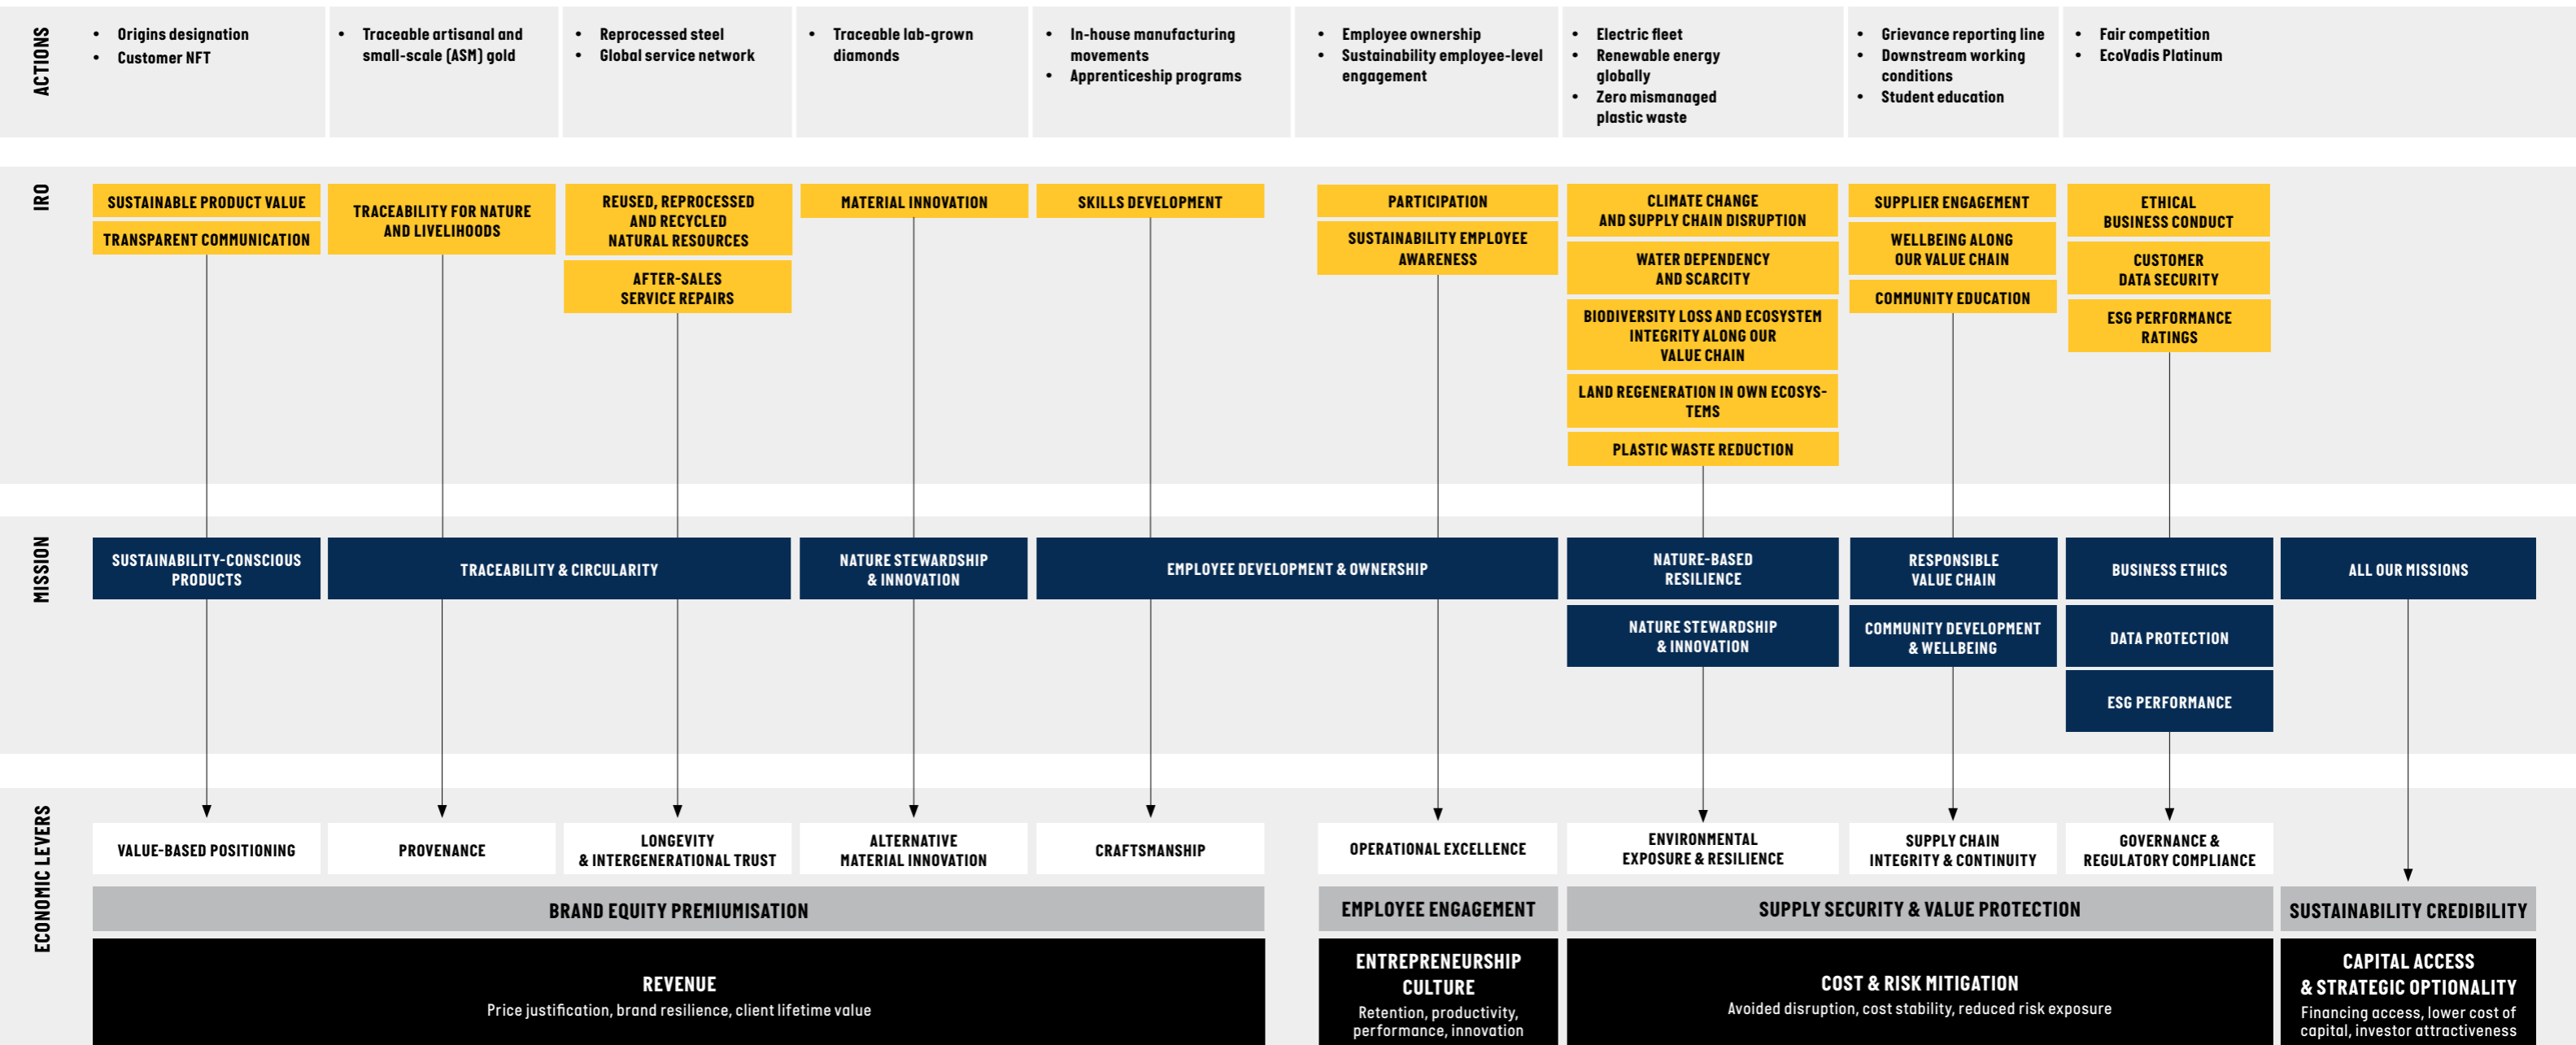 ACTIONS
• Origins designation
• Customer NFT
• Traceable artisanal and
small-scale (ASM) gold
• Reprocessed steel
• Global service network
• Traceable lab-grown
diamonds
• In-house manufacturing
movements
• Apprenticeship programs
• Employee ownership
• Sustainability employee-level
engagement
• Electric fleet
• Renewable energy
globally
• Zero mismanaged
plastic waste
• Grievance reporting line
• Downstream working
conditions
• Student education
• Fair competition
• EcoVadis Platinum
IRO
SUSTAINABLE PRODUCT VALUE
TRANSPARENT COMMUNICATION
TRACEABILITY FOR NATURE
AND LIVELIHOODS
REUSED, REPROCESSED
AND RECYCLED
NATURAL RESOURCES
AFTER-SALES
SERVICE REPAIRS
MATERIAL INNOVATION
SKILLS DEVELOPMENT
PARTICIPATION
SUSTAINABILITY EMPLOYEE
AWARENESS
CLIMATE CHANGE
AND SUPPLY CHAIN DISRUPTION
WATER DEPENDENCY
AND SCARCITY
BIODIVERSITY LOSS AND ECOSYSTEM
INTEGRITY ALONG OUR
VALUE CHAIN
LAND REGENERATION IN OWN ECOSYS-
TEMS
PLASTIC WASTE REDUCTION
SUPPLIER ENGAGEMENT
WELLBEING ALONG
OUR VALUE CHAIN
COMMUNITY EDUCATION
ETHICAL
BUSINESS CONDUCT
CUSTOMER
DATA SECURITY
ESG PERFORMANCE
RATINGS
MISSION
SUSTAINABILITY-CONSCIOUS
PRODUCTS
TRACEABILITY & CIRCULARITY
NATURE STEWARDSHIP
& INNOVATION
EMPLOYEE DEVELOPMENT & OWNERSHIP
NATURE-BASED
RESILIENCE
NATURE STEWARDSHIP
& INNOVATION
RESPONSIBLE
VALUE CHAIN
COMMUNITY DEVELOPMENT
& WELLBEING
BUSINESS ETHICS
DATA PROTECTION
ESG PERFORMANCE
ALL OUR MISSIONS
ECONOMIC LEVERS
VALUE-BASED POSITIONING
PROVENANCE
LONGEVITY
& INTERGENERATIONAL TRUST
ALTERNATIVE
MATERIAL INNOVATION
CRAFTSMANSHIP
OPERATIONAL EXCELLENCE
ENVIRONMENTAL
EXPOSURE & RESILIENCE
SUPPLY CHAIN
INTEGRITY & CONTINUITY
GOVERNANCE &
REGULATORY COMPLIANCE
BRAND EQUITY PREMIUMISATION
EMPLOYEE ENGAGEMENT
SUPPLY SECURITY & VALUE PROTECTION
SUSTAINABILITY CREDIBILITY
REVENUE
Price justification, brand resilience, client lifetime value
ENTREPRENEURSHIP
CULTURE
Retention, productivity,
performance, innovation
COST & RISK MITIGATION
Avoided disruption, cost stability, reduced risk exposure
CAPITAL ACCESS
& STRATEGIC OPTIONALITY
Financing access, lower cost of
capital, investor attractiveness